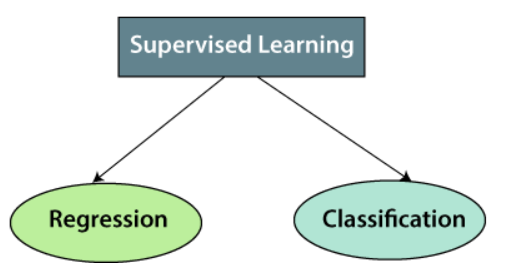 Supervised Learning
Regression
Classification